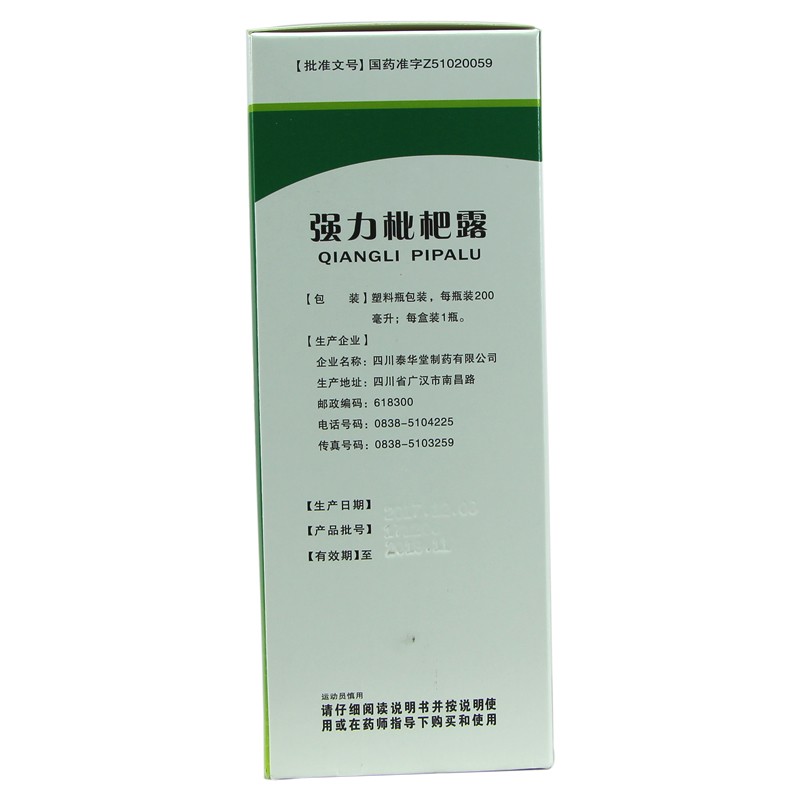 【批准文号】国药准字Z51020059
强力枇杷露
QIANGLI PIPALU
【包 装】塑料瓶包装，每瓶装200
毫升；每盒装1瓶。
【生产企业】
企业名称：四川泰华堂制药有限公司
生产地址：四川省广汉市南昌路
邮政编码：618300
电话号码：0838-5104225
传真号码：0838-5103259
【生产日期】
【产品批号】
【有效期】至
运动员慎用
请仔细阅读说明书并按说明使
用或在药师指导下购买和使用